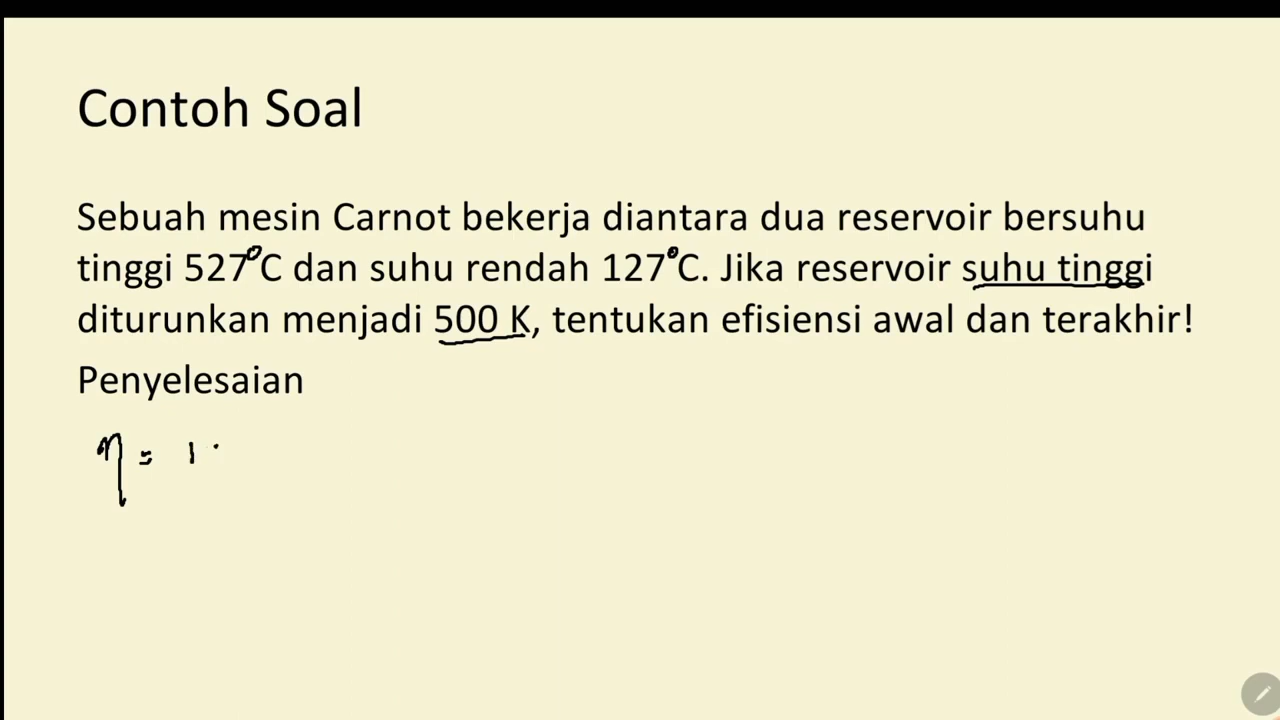 Contoh Soal
Sebuah mesin Carnot bekerja diantara dua reservoir bersuhu
tinggi 527°C dan suhu rendah 127°C. Jika reservoir suhu tinggi
diturunkan menjadi 500 K, tentukan efisiensi awal dan terakhir!
Penyelesaian
η = 1